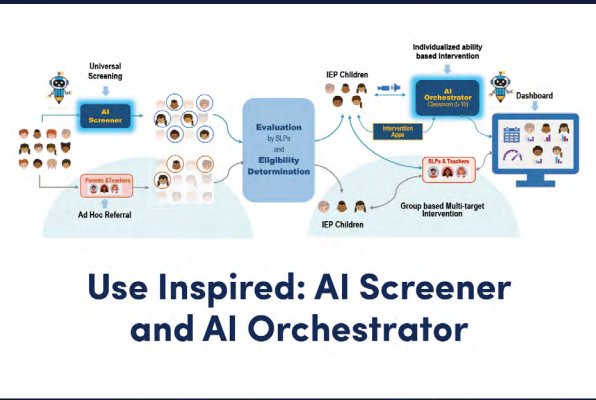 Universal
Screening
AI
Screener
Parents &Teachers
Ad Hoc Referral
Evaluation
by SLPs
and
Eligibility
Determination
IEP Children
Individualized ability
based intervention
AI
Orchestrator
Classroom (5-10)
Intervention
Apps
Dashboard
SLPs & Teachers
Group based Multi-target
Intervention
IEP Children
Use Inspired: AI Screener
and AI Orchestrator